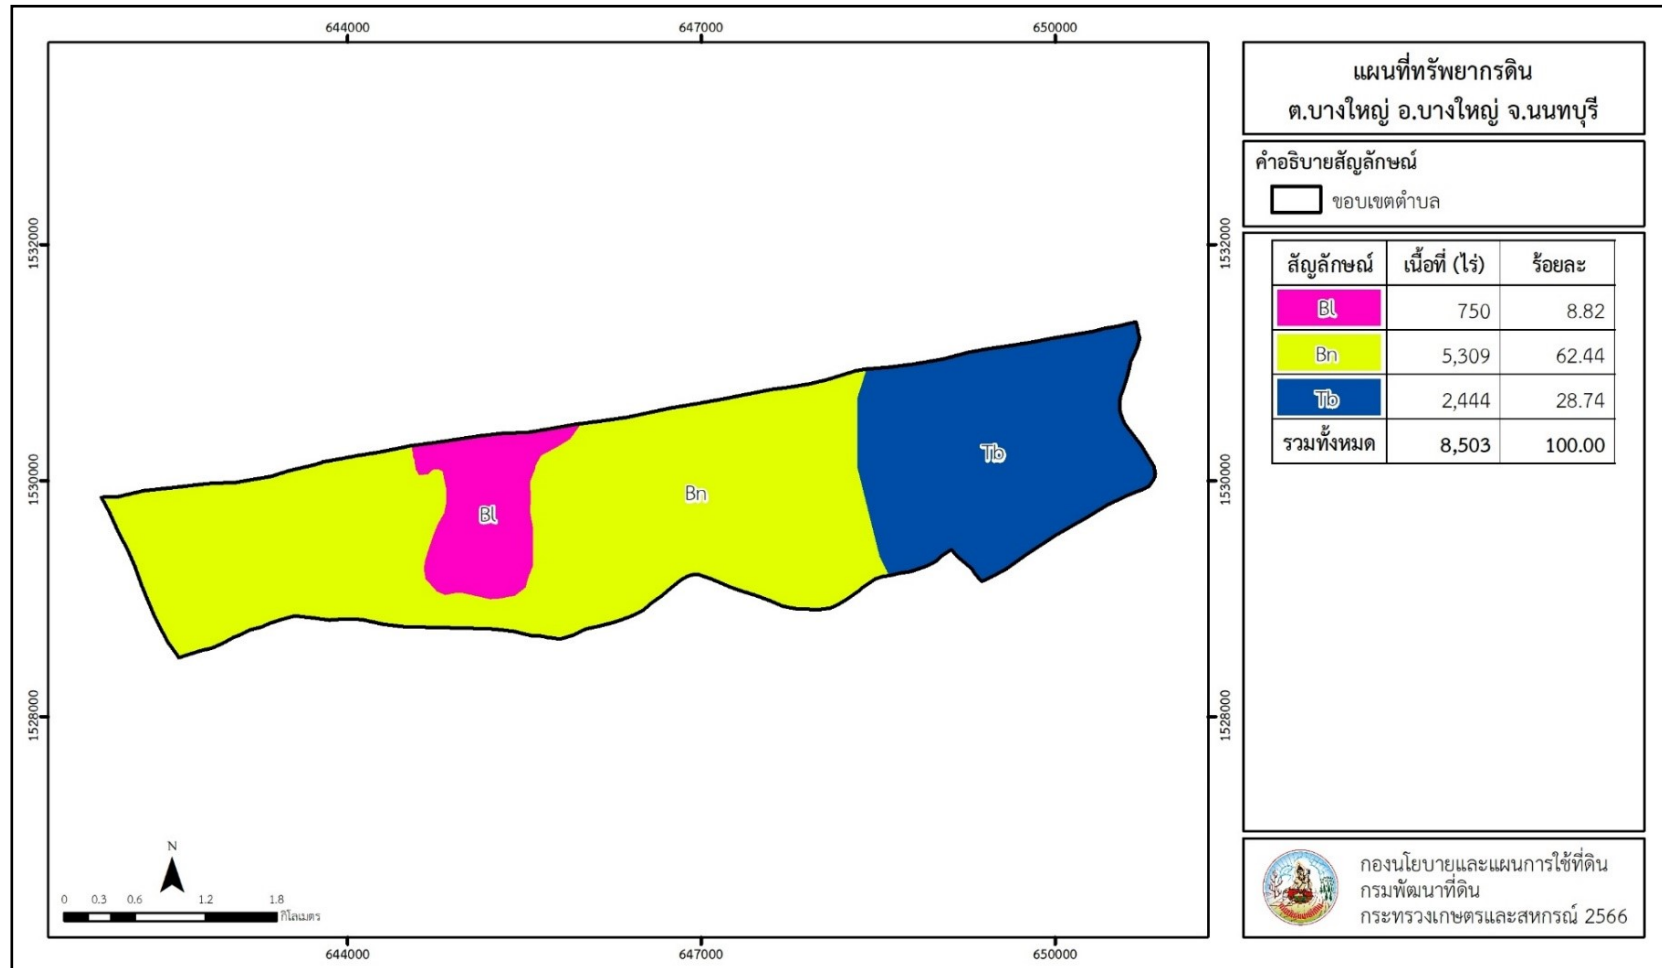 644000 647000 650000
แผนที่ทรัพยากรดิน
ต.บางใหญ่ อ.บางใหญ่ จ.นนทบุรี
คำอธิบายสัญลักษณ์
ขอบเขตตำบล
1532000 1532000
สัญลักษณ์ เนื้อที่ (ไร่) ร้อยละ
Bl 750 8.82
Bn 5,309 62.44
Tb 2,444 28.74
รวมทั้งหมด 8,503 100.00
Tb
1530000 1530000
Bn
Bl
1528000 1528000
N
0 0.3 0.6 1.2 1.8
กิโลเมตร
กองนโยบายและแผนการใช้ที่ดิน
กรมพัฒนาที่ดิน
กระทรวงเกษตรและสหกรณ์ 2566
644000 647000 650000